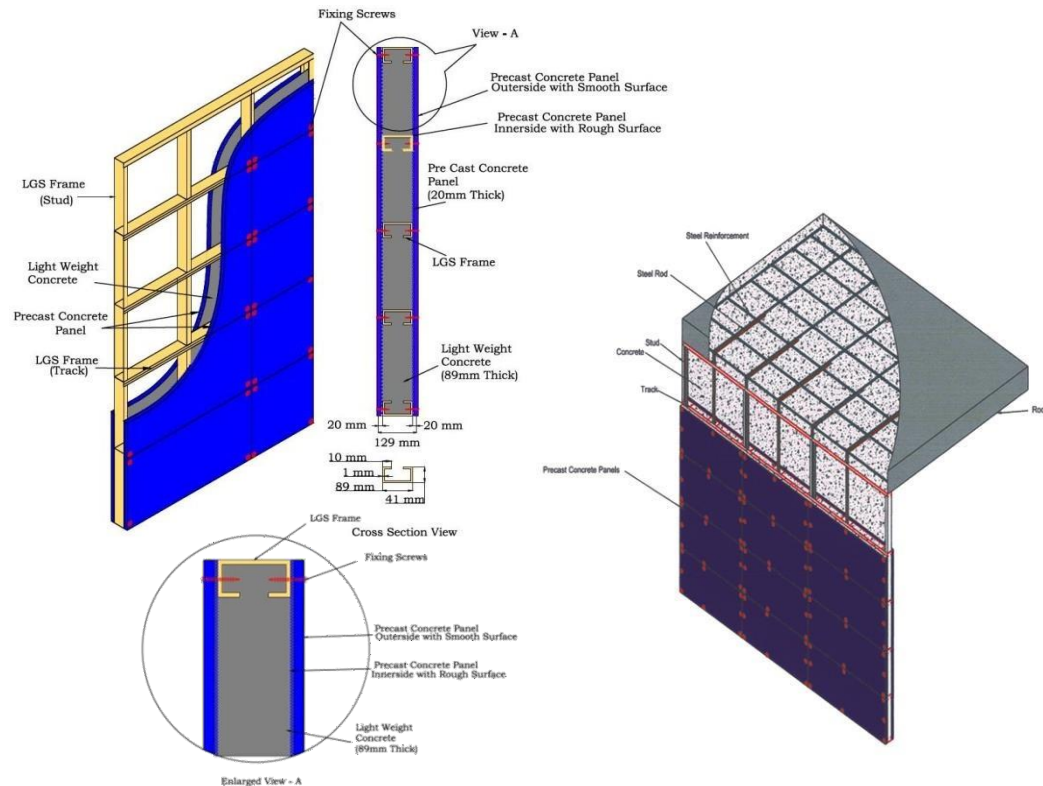 Fixing Screws
View - A
Precast Concrete Panel
Outerside with Smooth Surface
Precast Concrete Panel
Innerside with Rough Surface
LGS Frame
(Stud)
Pre Cast Concrete
Panel
(20mm Thick)
LGS Frame
Light Weight
Concrete
Precast Concrete
Panel
LGS Frame
(Track)
Light Weight
Concrete
(89mm Thick)
20 mm
20 mm
129 mm
10 mm
1 mm
89 mm
41 mm
Cross Section View
LGS Frame
Fixing Screws
Precast Concrete Panel
Outerside with Smooth Surface
Precast Concrete Panel
Innerside with Rough Surface
Light Weight
Concrete
(89mm Thick)
Enlarged View - A
Steel Reinforcement
Steel Rod
Stud
Concrete
Track
Precast Concrete Panels